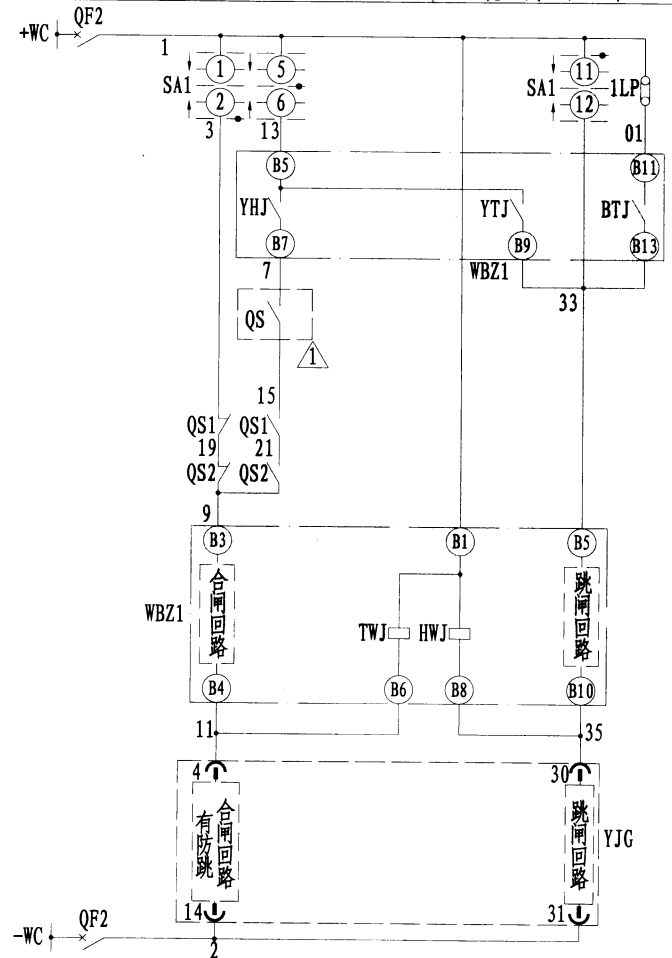 QF2
+WC
1
1 5 11
SA1 SA1 1LP
2 6 12
3 13 01
B5 B11
YHJ YTJ BTJ
B7 B9 B13
7 WBZ1
33
QS
1
15
QS1 QS1
19 21
QS2 QS2
9
B3 B1 B5
合闸回路 跳闸回路
WBZ1
TWJ HWJ
B4 B6 B8 B10
11 35
4 30
合闸回路
有防跳
跳闸回路
YJG
14 31
QF2
-WC
2